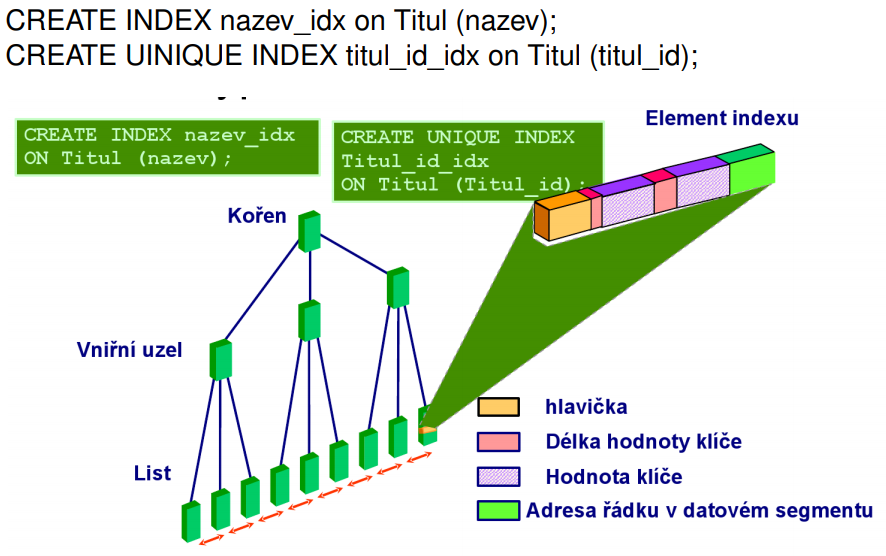 CREATE INDEX nazev_idx on Titul (nazev);
CREATE UINIQUE INDEX titul_id_idx on Titul (titul_id);
CREATE INDEX nazev_idx
ON Titul (nazev);
CREATE UNIQUE INDEX
Titul_id_idx
ON Titul (Titul_id);
Element indexu
Kořen
Vniřní uzel
List
hlavička
Délka hodnoty klíče
Hodnota klíče
Adresa řádku v datovém segmentu